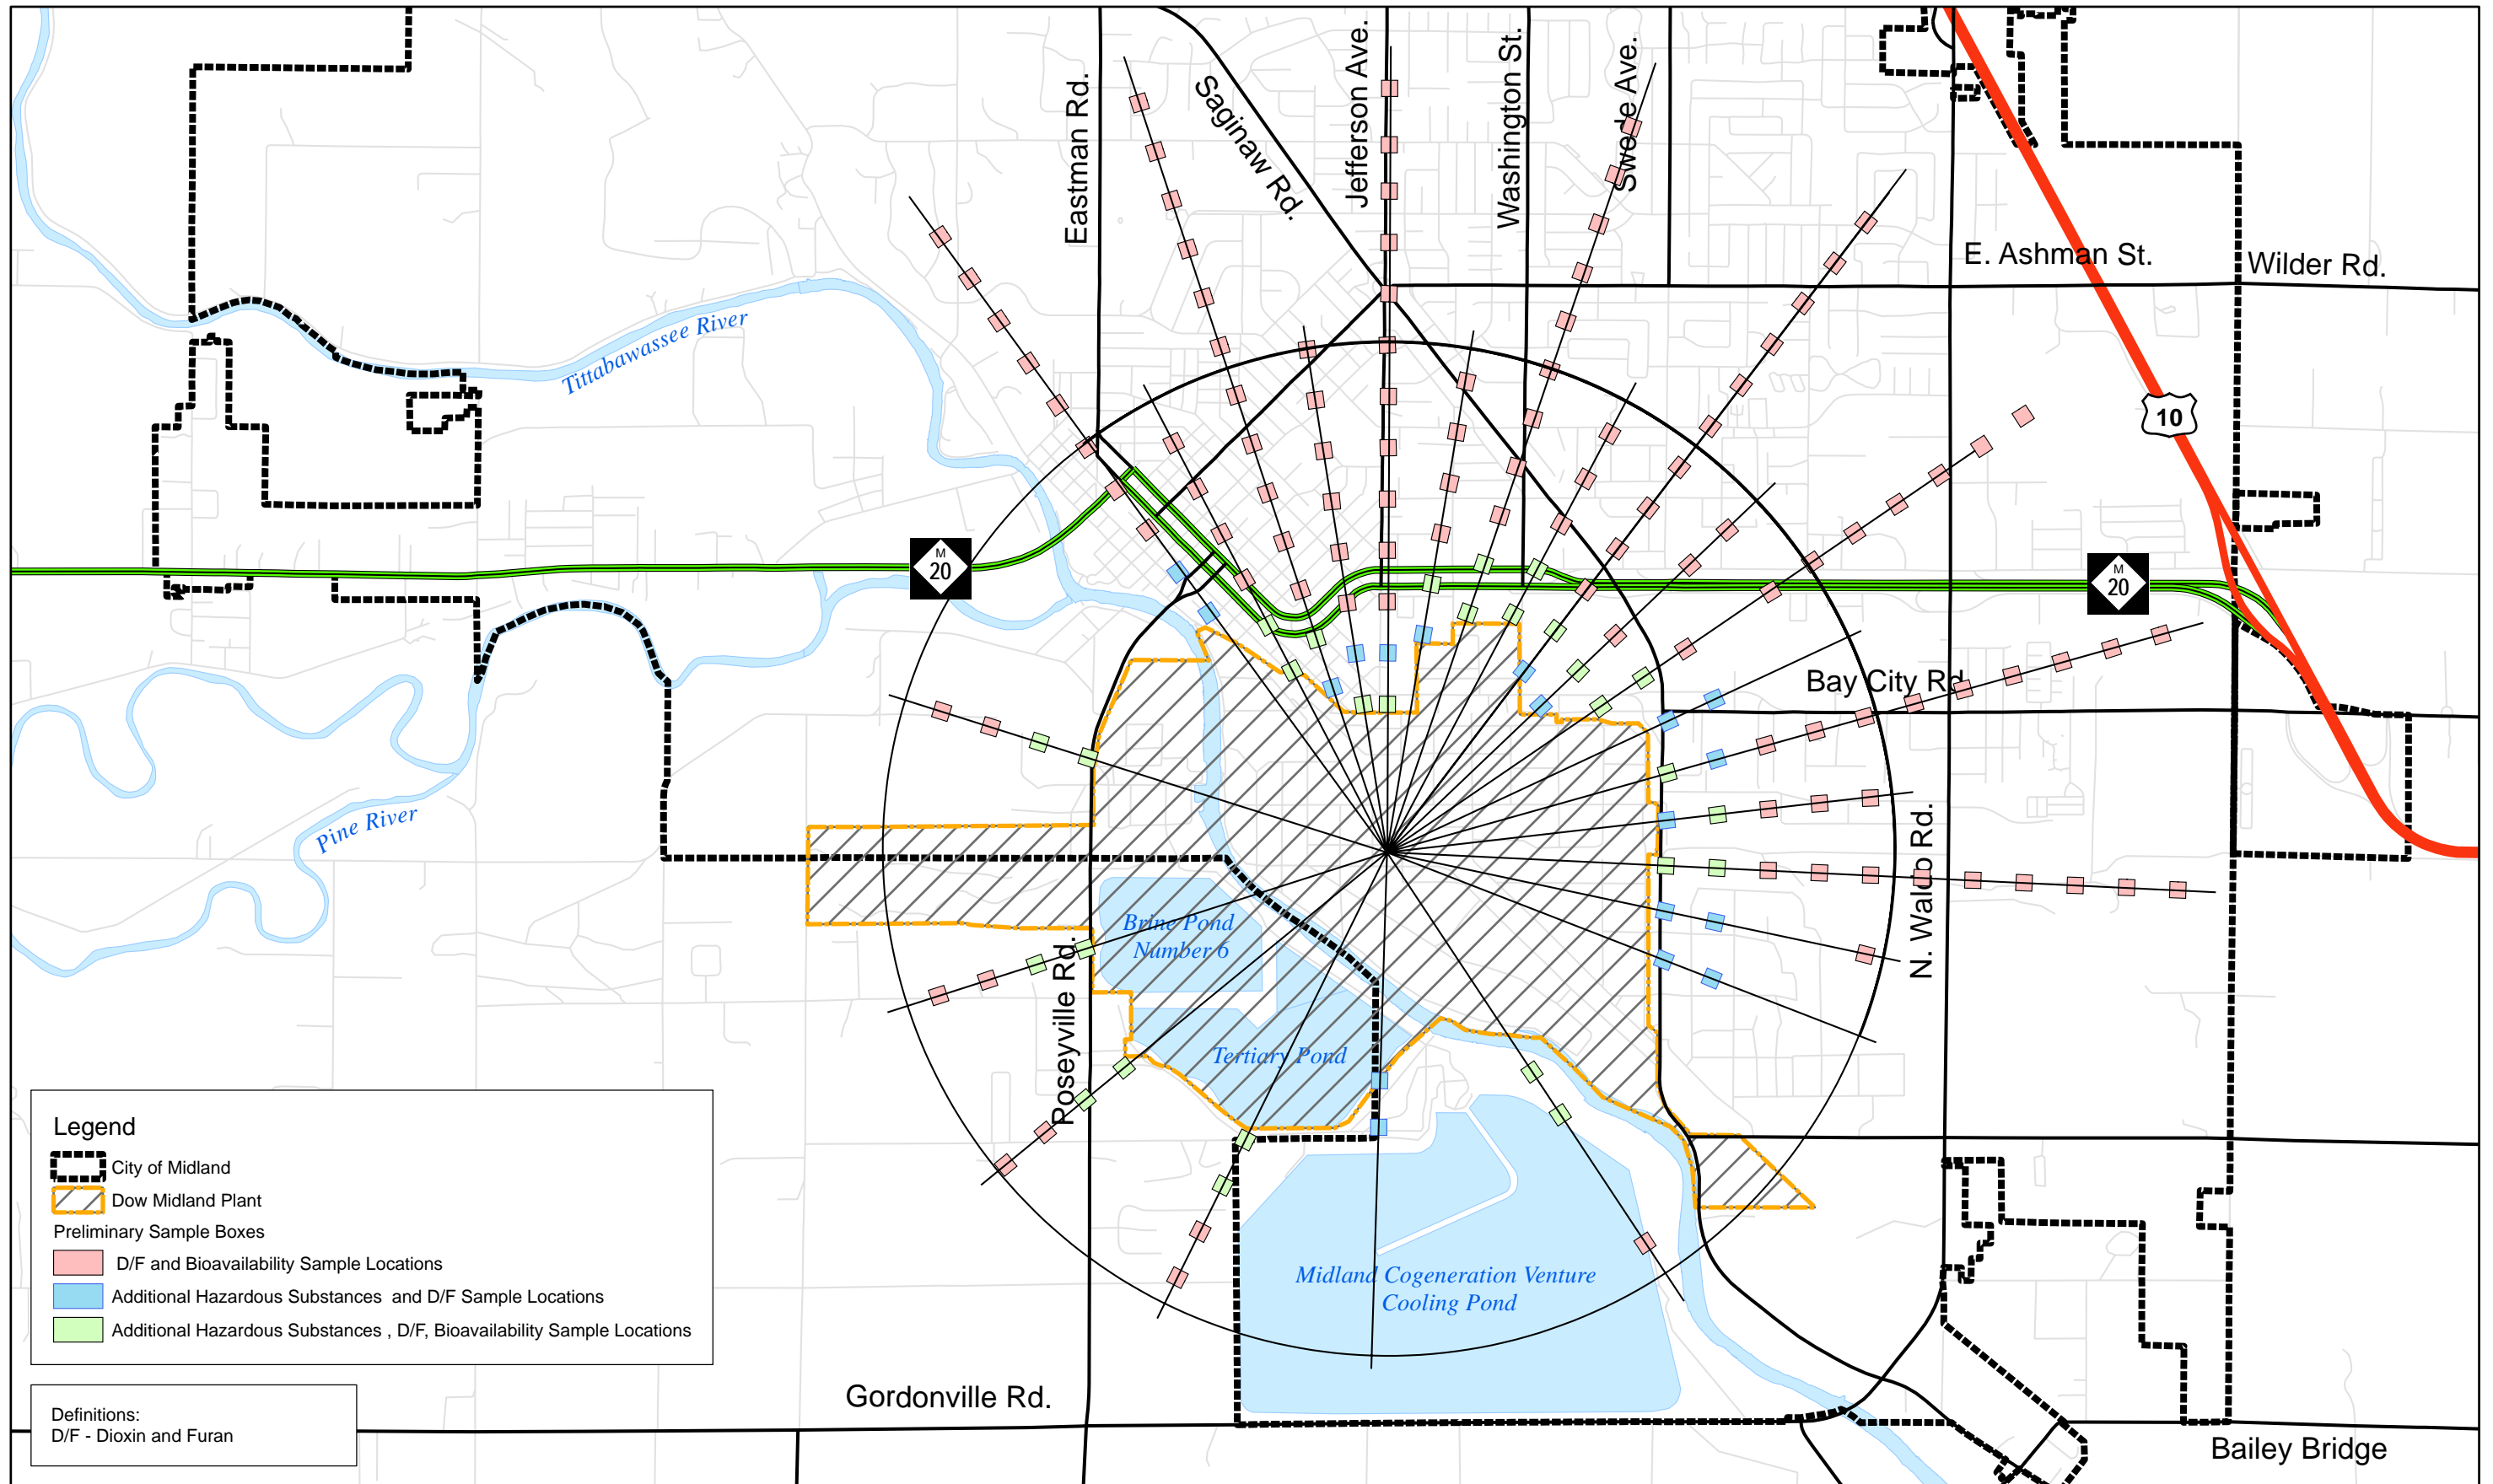 Eastman Rd.
Saginaw Rd.
Jefferson Ave.
Washington St.
Swede Ave.
E. Ashman St.
Wilder Rd.
Tittabawassee River
10
M
20
M
20
Bay City Rd
Pine River
N. Waldo Rd.
Brine Pond
Number 6
Poseyville Rd.
Tertiary Pond
Midland Cogeneration Venture
Cooling Pond
Gordonville Rd.
Bailey Bridge
Legend
City of Midland
Dow Midland Plant
Preliminary Sample Boxes
D/F and Bioavailability Sample Locations
Additional Hazardous Substances and D/F Sample Locations
Additional Hazardous Substances , D/F, Bioavailability Sample Locations
Definitions:
D/F - Dioxin and Furan